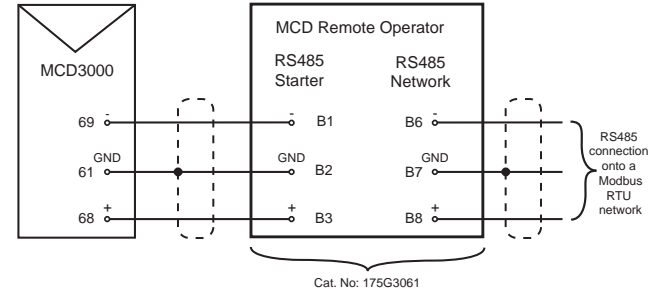 MCD Remote Operator
MCD3000
RS485
Starter
RS485
Network
69 -
- B1
B6 -
61 GND
GND B2
B7 GND
68 +
+ B3
B8 +
RS485
connection
onto a
Modbus
RTU
network
Cat. No: 175G3061